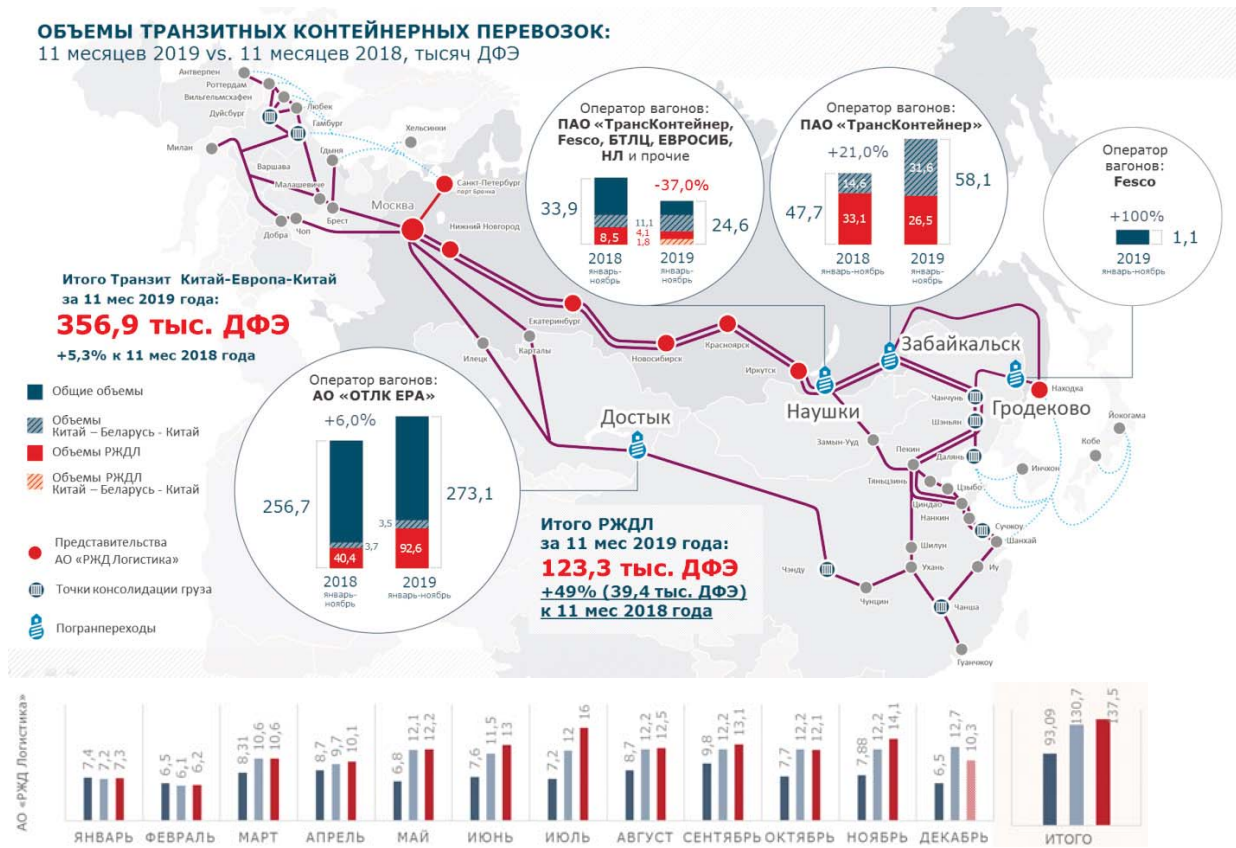 ОБЪЕМЫ ТРАНЗИТНЫХ КОНТЕЙНЕРНЫХ ПЕРЕВОЗОК:
11 месяцев 2019 vs. 11 месяцев 2018, тысяч ДФЭ
Антверпен
Роттердам
Вильгельмсхафен
Дуйсбург
Любек
Гамбург
Хельсинки
Милан
Гдыня
Варшава
Малашевиче
Санкт-Петербург
порт Бронка
Москва
Брест
Добра
Чоп
Нижний Новгород
Оператор вагонов:
ПАО «ТрансКонтейнер,
Fesco, БТЛЦ, ЕВРОСИБ,
НЛ и прочие
-37,0%
33,9
11,1
4,1
1,8
8,5
24,6
2018
январь-
ноябрь
2019
январь-
ноябрь
Оператор вагонов:
ПАО «ТрансКонтейнер»
+21,0%
14,6
31,6
58,1
47,7
33,1
26,5
2018
январь-ноябрь
2019
январь-ноябрь
Оператор
вагонов:
Fesco
+100%
1,1
2019
январь-ноябрь
Итого Транзит Китай-Европа-Китай
за 11 мес 2019 года:
356,9 тыс. ДФЭ
+5,3% к 11 мес 2018 года
Общие объемы
Объемы
Китай – Беларусь - Китай
Объемы РЖДЛ
Объемы РЖДЛ
Китай – Беларусь - Китай
Представительства
АО «РЖД Логистика»
Точки консолидации груза
Погранпереходы
Оператор вагонов:
АО «ОТЛК ЕРА»
+6,0%
256,7
273,1
3,5
3,7
40,4
92,6
2018
январь-
ноябрь
2019
январь-ноябрь
Илецк
Карталы
Екатеринбург
Новосибирск
Красноярск
Иркутск
Достык
Наушки
Забайкальск
Гродеково
Находка
Чанчунь
Шэньян
Далянь
Йокогама
Кобе
Инчхон
Замын-Ууд
Пекин
Тяньцзинь
Цзыбо
Циндао
Нанкин
Сучжоу
Шанхай
Шилун
Ухань
Иу
Чэнду
Чунцин
Чанша
Гуанчжоу
Итого РЖДЛ
за 11 мес 2019 года:
123,3 тыс. ДФЭ
+49% (39,4 тыс. ДФЭ)
к 11 мес 2018 года
АО «РЖД Логистика»
7,4 7,2 7,3
6,5 6,1 6,2
8,31 10,6 10,6
8,7 9,7 10,1
6,8 12,1 12,2
7,6 11,5 13
7,2 12 16
8,7 12,2 12,5
9,8 12,2 13,1
7,7 12,2 12,1
7,88 12,2 14,1
6,5 12,7 10,3
93,09 130,7 137,5
ЯНВАРЬ ФЕВРАЛЬ МАРТ АПРЕЛЬ МАЙ ИЮНЬ ИЮЛЬ АВГУСТ СЕНТЯБРЬ ОКТЯБРЬ НОЯБРЬ ДЕКАБРЬ ИТОГО